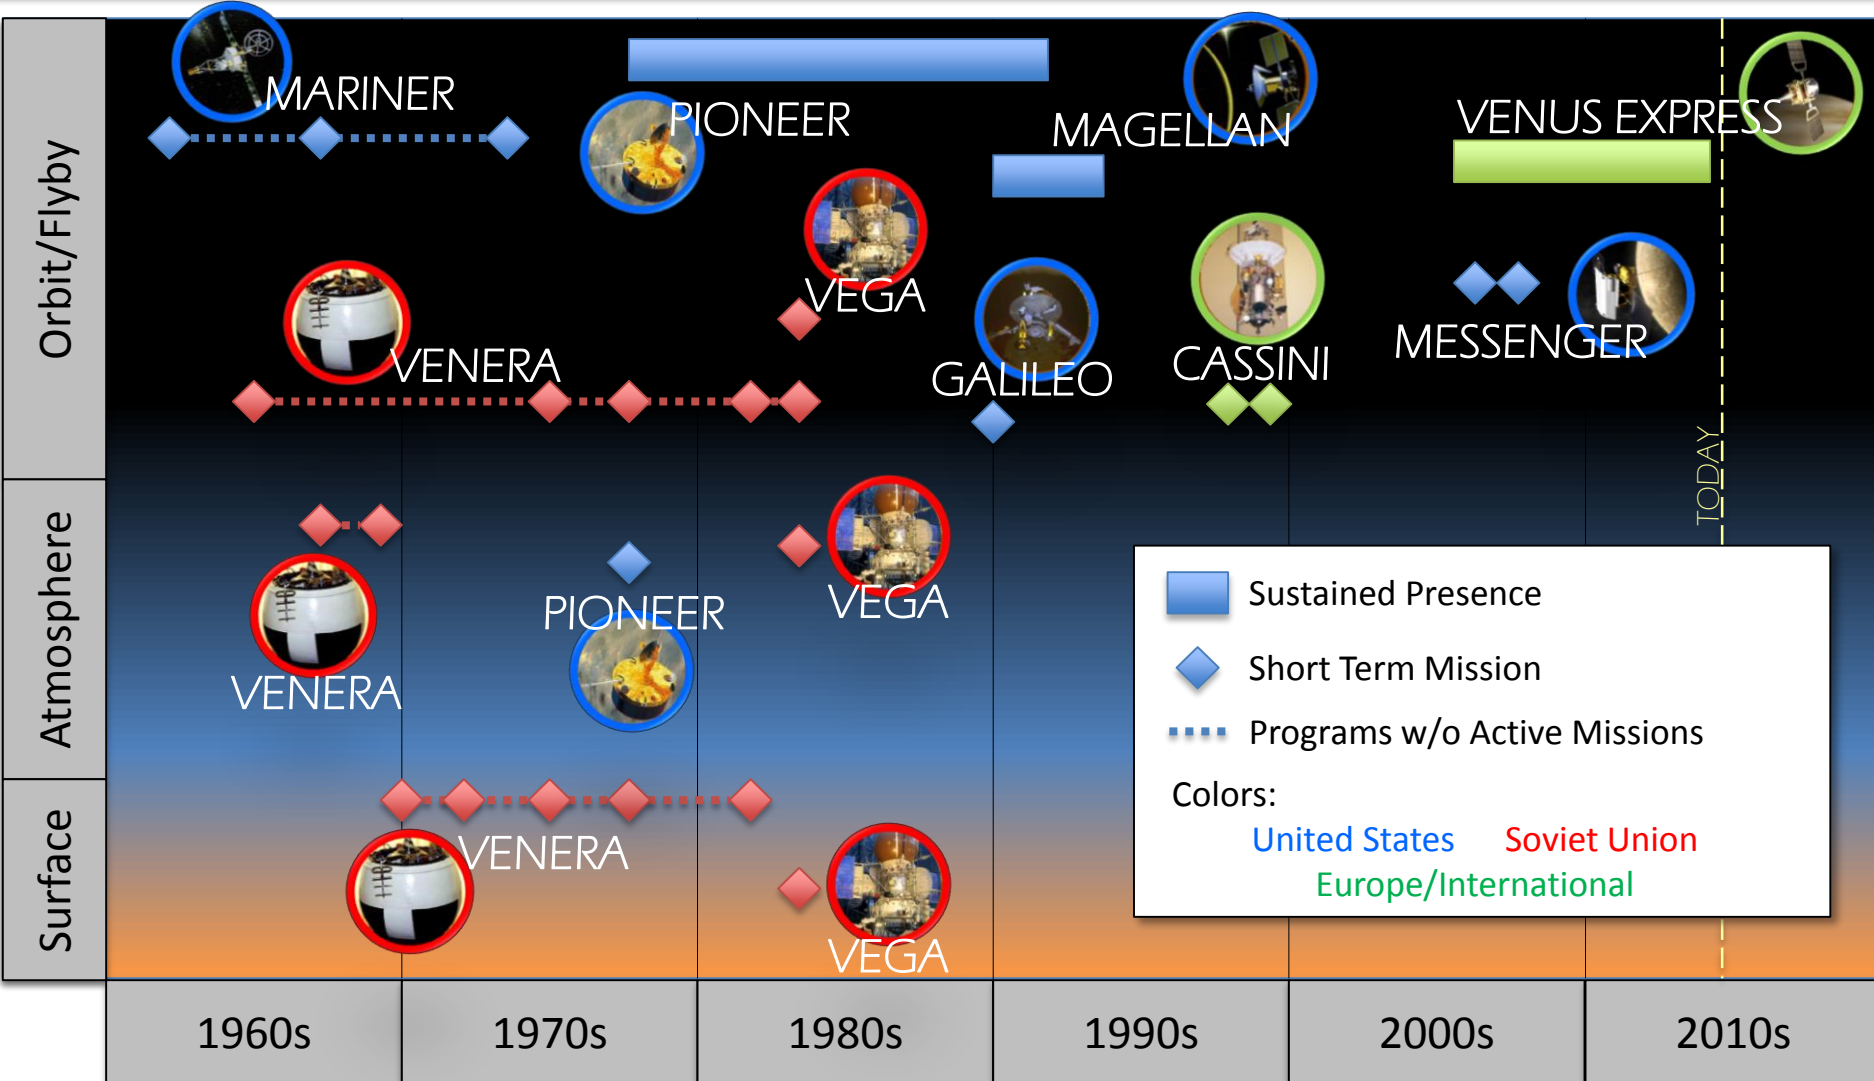 Orbit/Flyby
MARINER
PIONEER
MAGELLAN
VENUS EXPRESS
VEGA
VENERA
GALILEO
CASSINI
MESSENGER
TODAY
Atmosphere
VENERA
PIONEER
VEGA
Surface
VENERA
VEGA
Sustained Presence
Short Term Mission
Programs w/o Active Missions
Colors:
United States Soviet Union
Europe/International
1960s 1970s 1980s 1990s 2000s 2010s